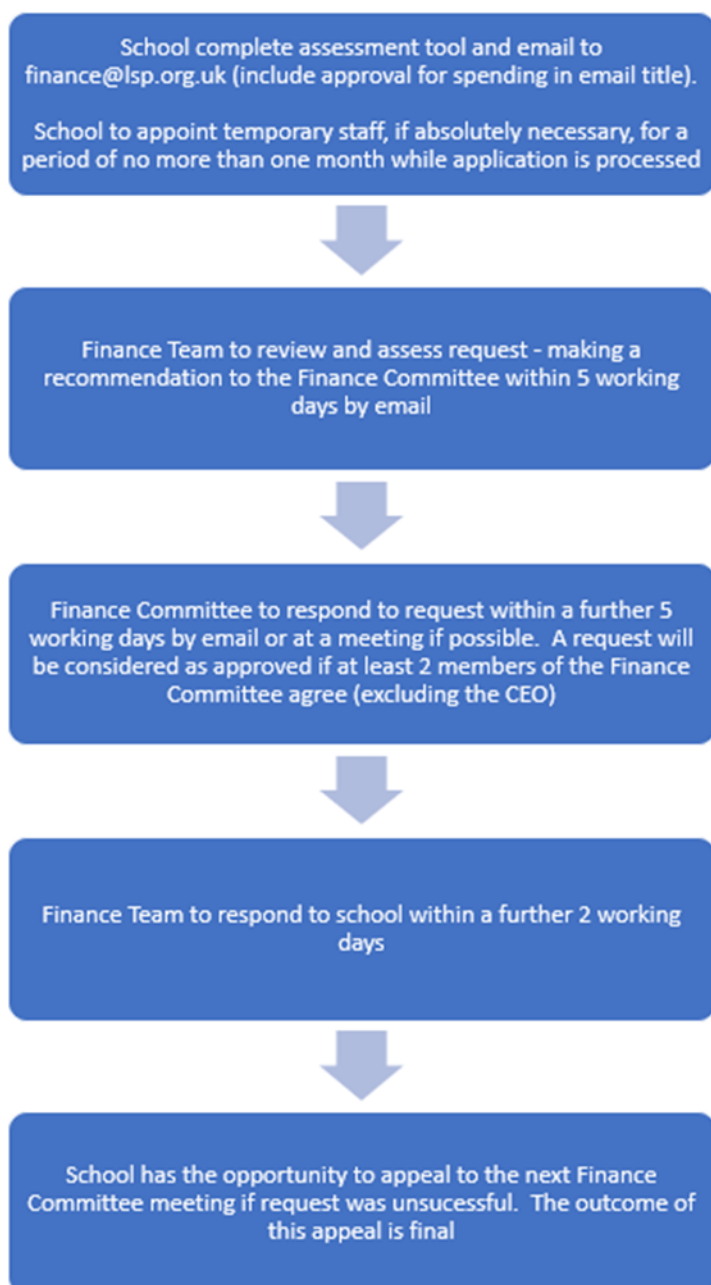 School complete assessment tool and email to
finance@lsp.org.uk (include approval for spending in email title).
School to appoint temporary staff, if absolutely necessary, for a
period of no more than one month while application is processed
Finance Team to review and assess request - making a
recommendation to the Finance Committee within 5 working
days by email
Finance Committee to respond to request within a further 5
working days by email or at a meeting if possible.  A request will
be considered as approved if at least 2 members of the Finance
Committee agree (excluding the CEO)
Finance Team to respond to school within a further 2 working
days
School has the opportunity to appeal to the next Finance
Committee meeting if request was unsucessful.  The outcome of
this appeal is final